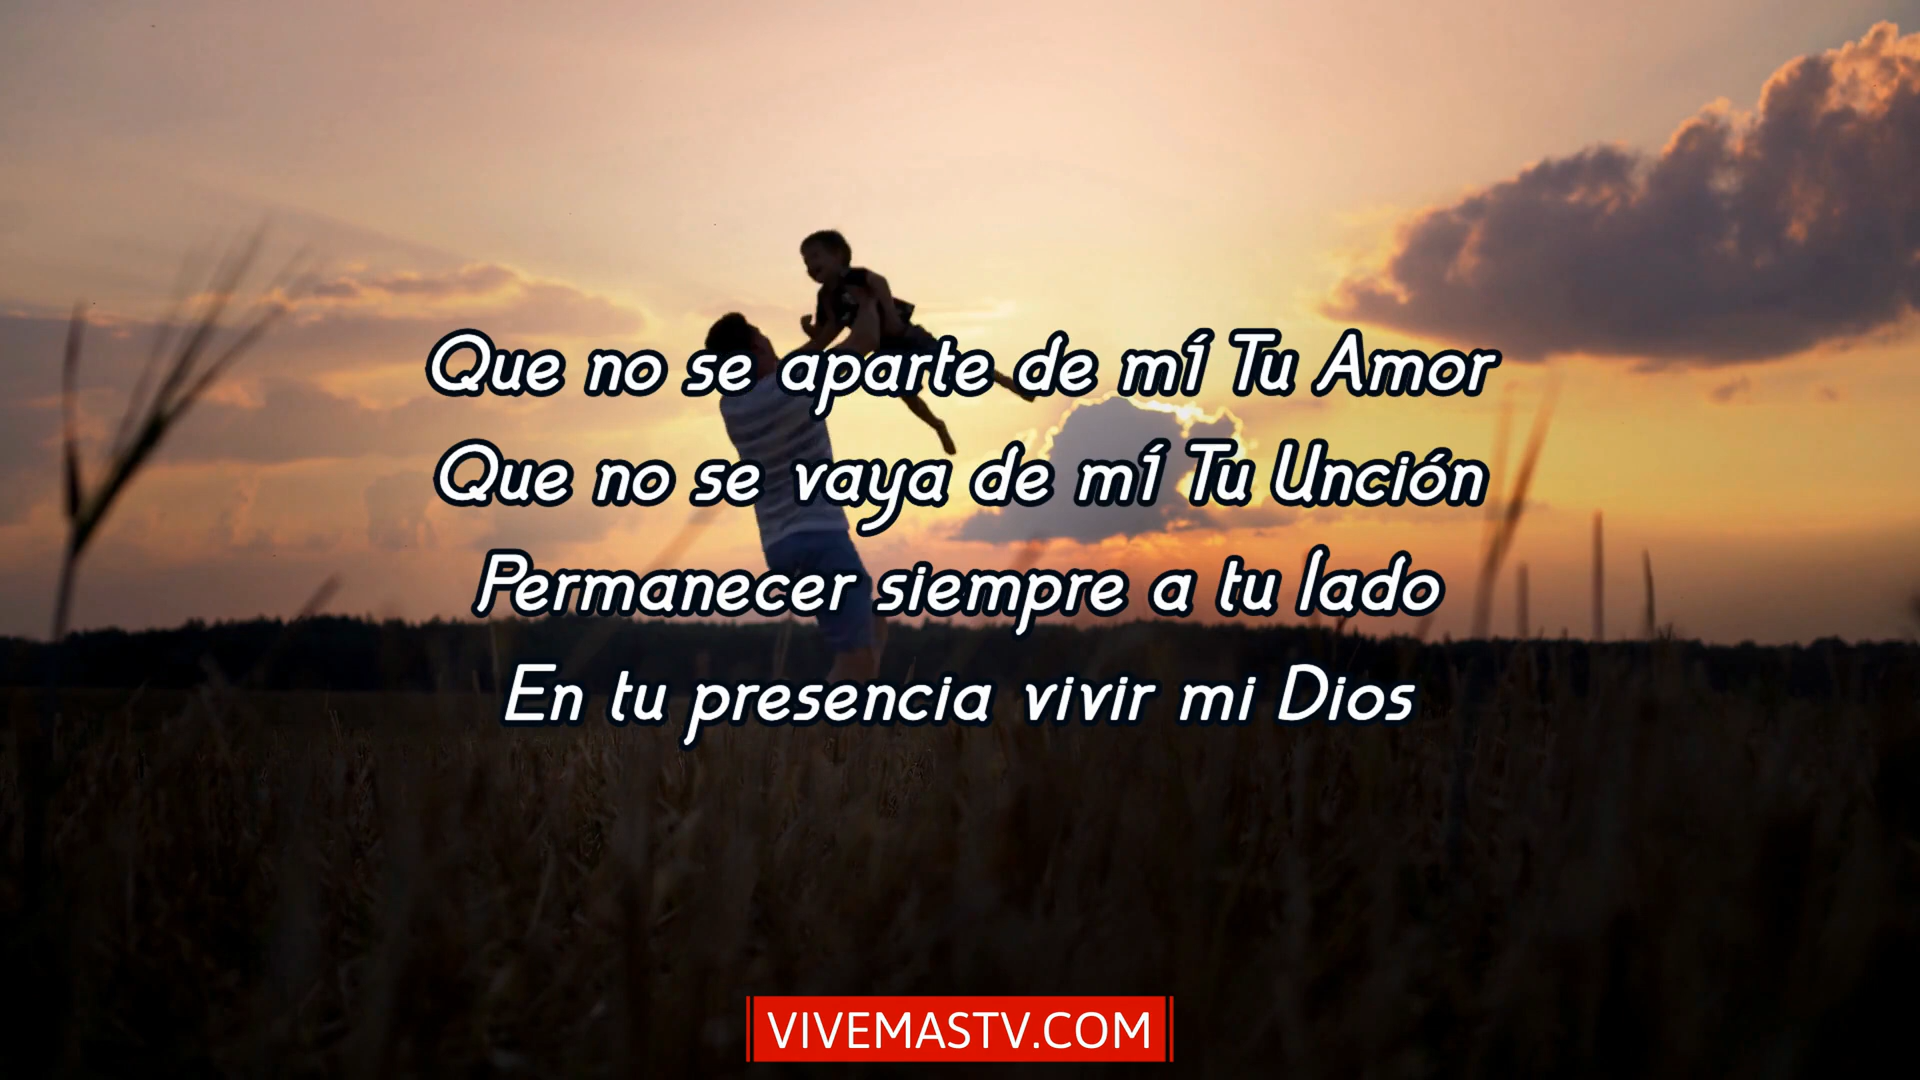 Que no se aparte de mí Tu Amor
Que no se vaya de mí Tu Unción
Permanecer siempre a tu lado
En tu presencia vivir mi Dios
VIVEMASTV.COM